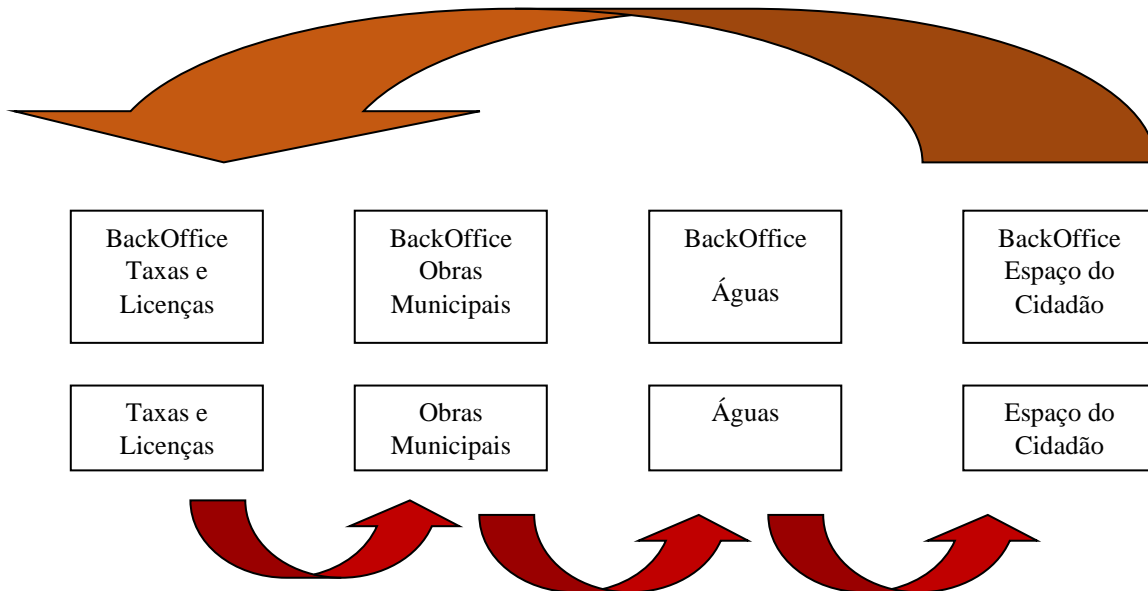 BackOffice
Taxas e
Licenças
BackOffice
Obras
Municipais
BackOffice
Águas
BackOffice
Espaço do
Cidadão
Taxas e
Licenças
Obras
Municipais
Águas
Espaço do
Cidadão